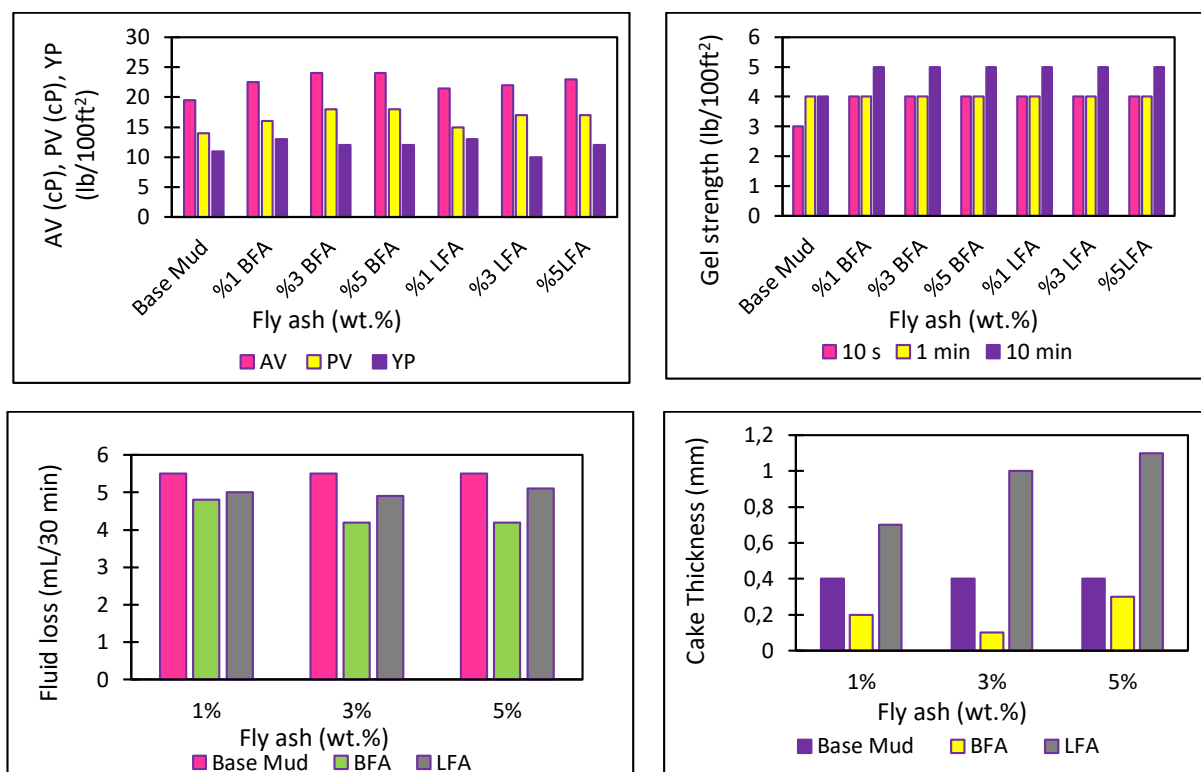 AV (cP), PV (cP), YP
(lb/100ft²)
30
25
20
15
10
5
0
Base Mud
%1 BFA
%3 BFA
%5 BFA
%1 LFA
%3 LFA
%5LFA
Fly ash (wt.%)
AV PV YP
Gel strength (lb/100ft²)
6
5
4
3
2
1
0
Base Mud
%1 BFA
%3 BFA
%5 BFA
%1 LFA
%3 LFA
%5LFA
Fly ash (wt.%)
10 s 1 min 10 min
Fluid loss (mL/30 min)
6
5
4
3
2
1
0
1% 3% 5%
Fly ash (wt.%)
Base Mud BFA LFA
Cake Thickness (mm)
1,2
1
0,8
0,6
0,4
0,2
0
1% 3% 5%
Fly ash (wt.%)
Base Mud BFA LFA